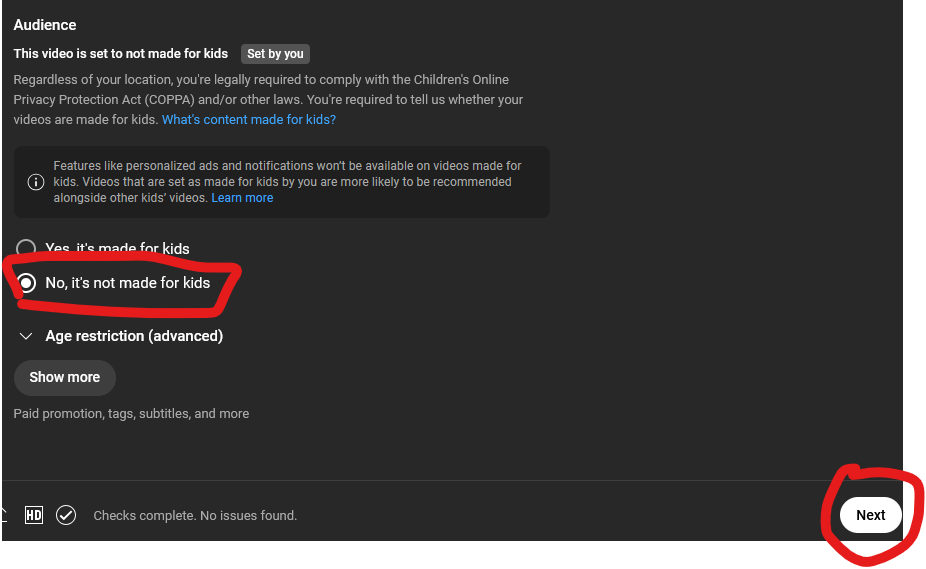 Audience
This video is set to not made for kids Set by you
Regardless of your location, you're legally required to comply with the Children's Online
Privacy Protection Act (COPPA) and/or other laws. You're required to tell us whether your
videos are made for kids. What's content made for kids?
Features like personalized ads and notifications won't be available on videos made for
kids. Videos that are set as made for kids by you are more likely to be recommended
alongside other kids' videos. Learn more
Yes, it's made for kids
No, it's not made for kids
Age restriction (advanced)
Show more
Paid promotion, tags, subtitles, and more
HD Checks complete. No issues found. Next